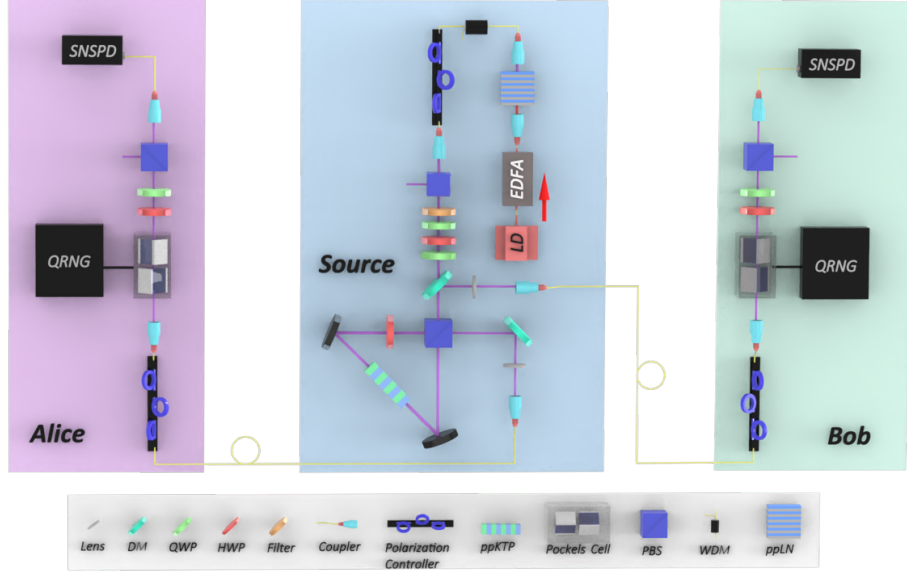 SNSPD
QRNG
Alice
Source
EDFA
LD
SNSPD
QRNG
Bob
Lens
DM
QWP
HWP
Filter
Coupler
Polarization
Controller
ppKTP
Pockels Cell
PBS
WDM
ppLN